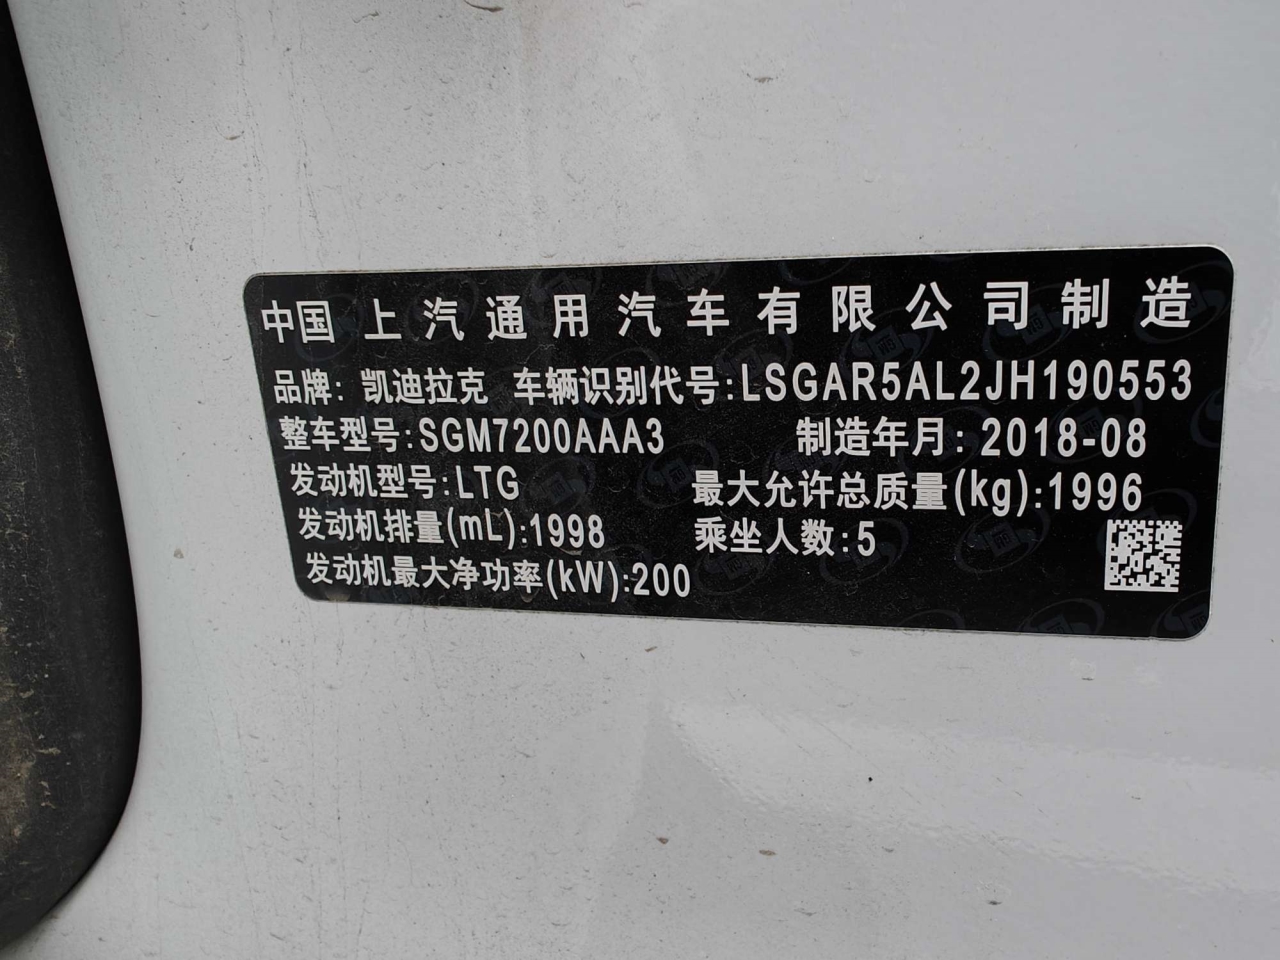 中国 上汽通用汽车有限公司制造
品牌: 凯迪拉克 车辆识别代号:LSGAR5AL2JH190553
整车型号:SGM7200AAA3 制造年月: 2018-08
发动机型号:LTG 最大允许总质量(kg):1996
发动机排量(mL):1998 乘坐人数:5
发动机最大净功率(kW):200